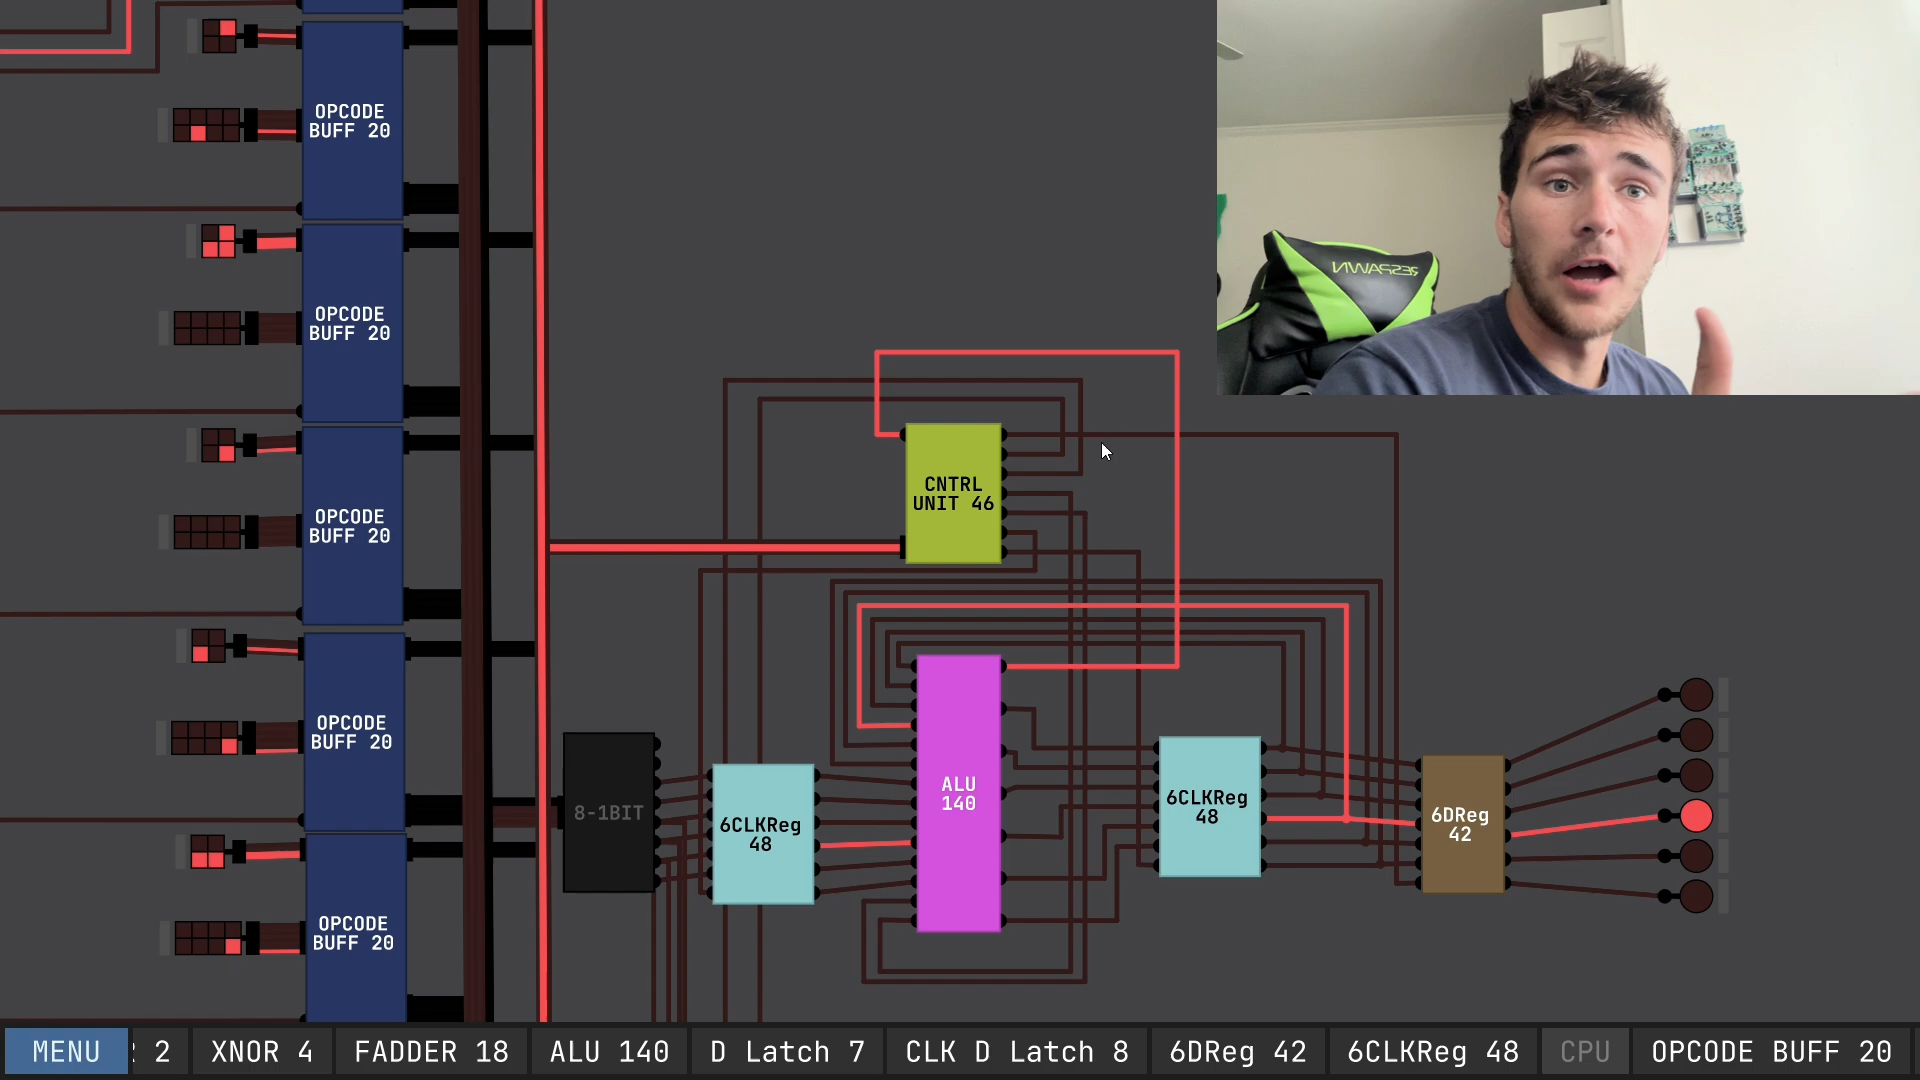 OPCODE
BUFF 20
OPCODE
BUFF 20
OPCODE
BUFF 20
OPCODE
BUFF 20
OPCODE
BUFF 20
RESPAWN
CNTRL
UNIT 46
8-1BIT
6CLKReg
48
ALU
140
6CLKReg
48
6DReg
42
MENU
2
XNOR 4
FADDER 18
ALU 140
D Latch 7
CLK D Latch 8
6DReg 42
6CLKReg 48
CPU
OPCODE BUFF 20